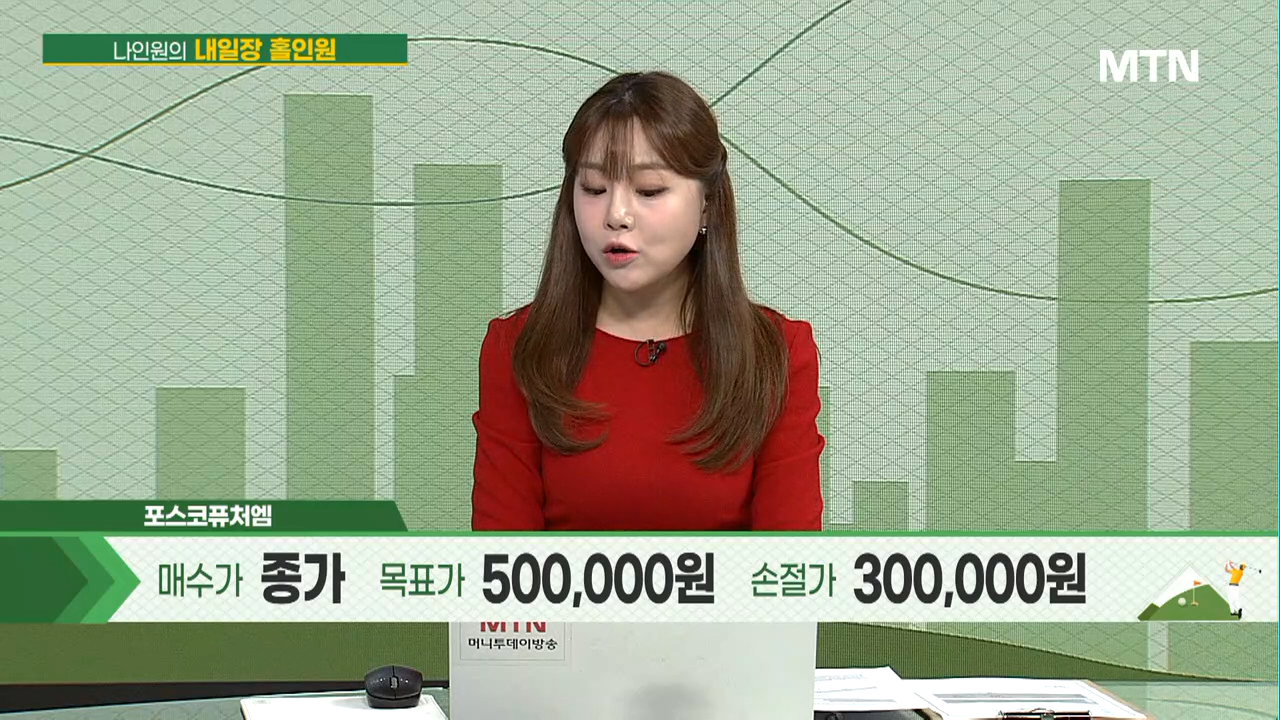 나인원의 내일장 홀인원
MTN
포스코퓨처엠
매수가 종가 목표가 500,000원 손절가 300,000원
MTN
머니투데이방송